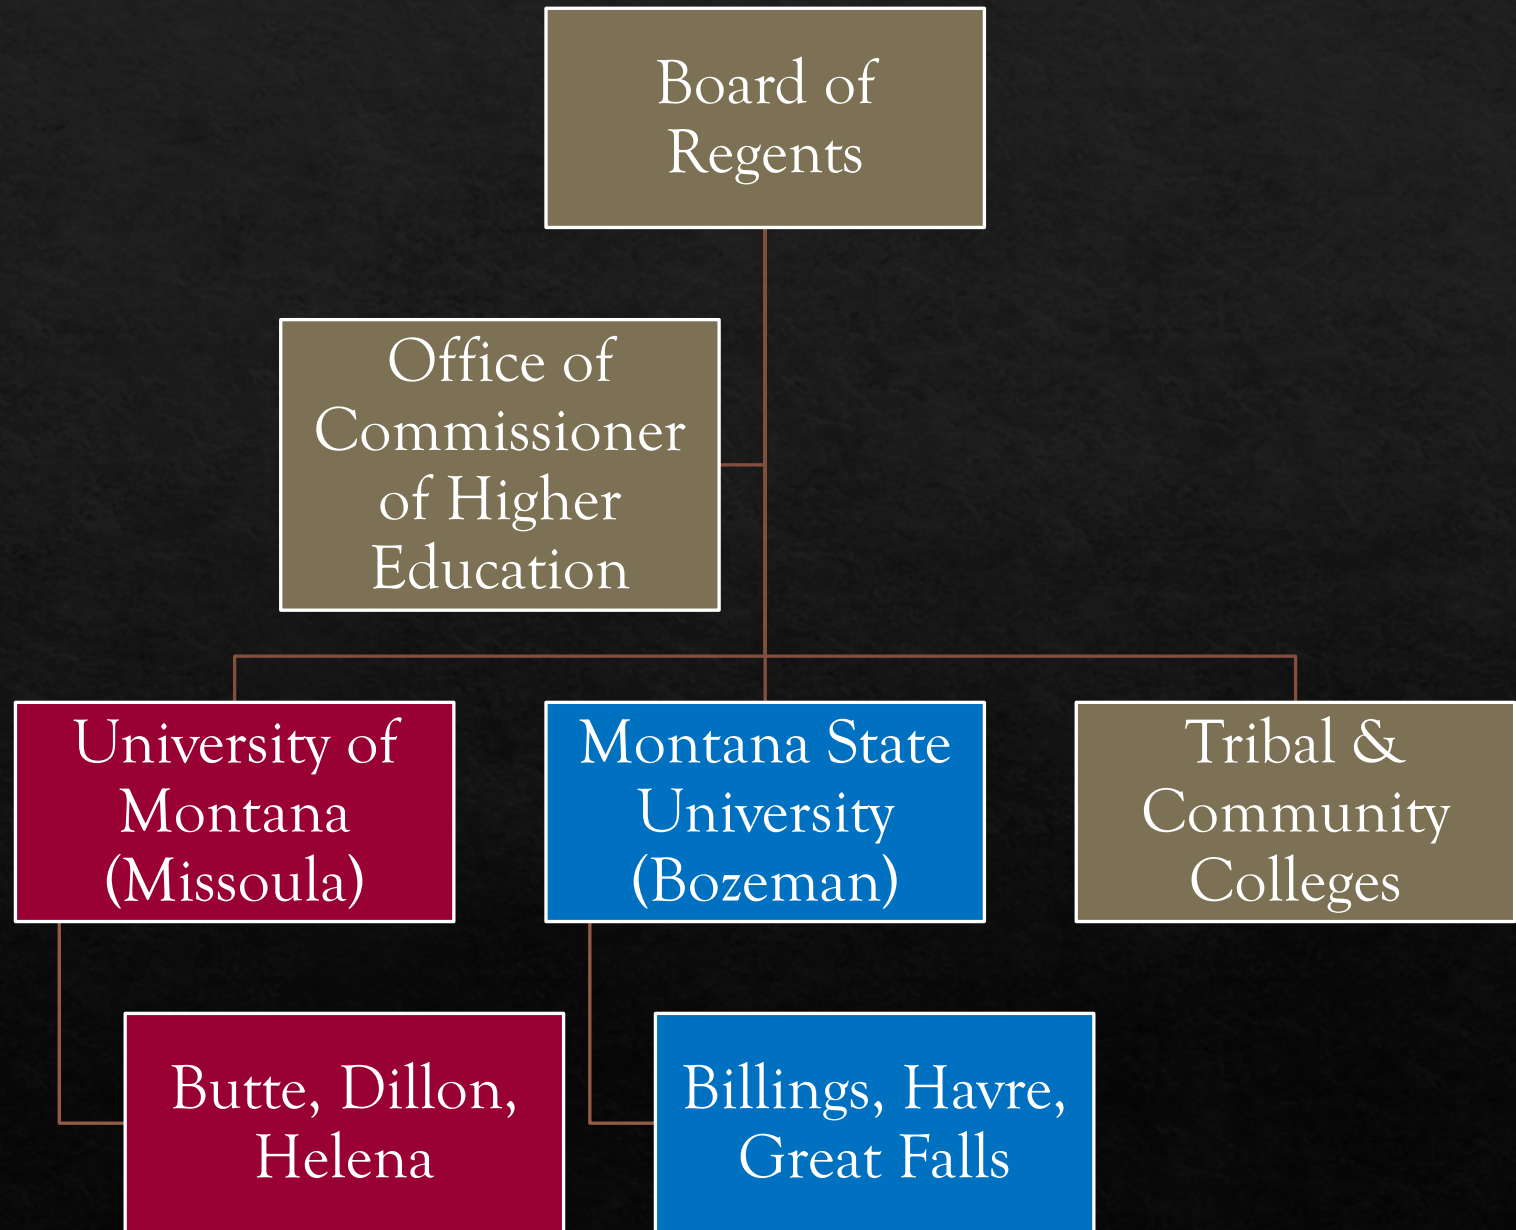 Board of
Regents
Office of
Commissioner
of Higher
Education
University of
Montana
(Missoula)
Montana State
University
(Bozeman)
Tribal &
Community
Colleges
Butte, Dillon,
Helena
Billings, Havre,
Great Falls